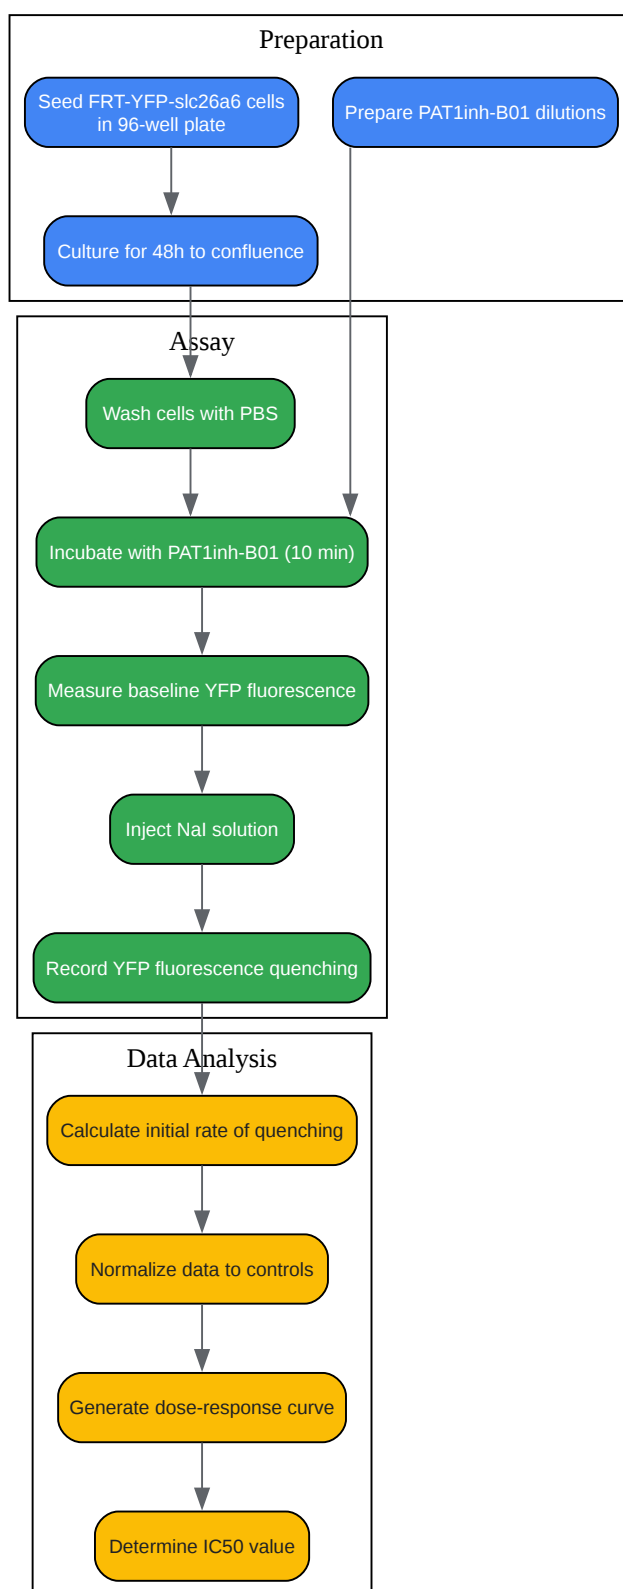 Preparation
Seed FRT-YFP-slc26a6 cells
in 96-well plate
Prepare PAT1inh-B01 dilutions
Culture for 48h to confluence
Assay
Wash cells with PBS
Incubate with PAT1inh-B01 (10 min)
Measure baseline YFP fluorescence
Inject NaI solution
Record YFP fluorescence quenching
Data Analysis
Calculate initial rate of quenching
Normalize data to controls
Generate dose-response curve
Determine IC50 value